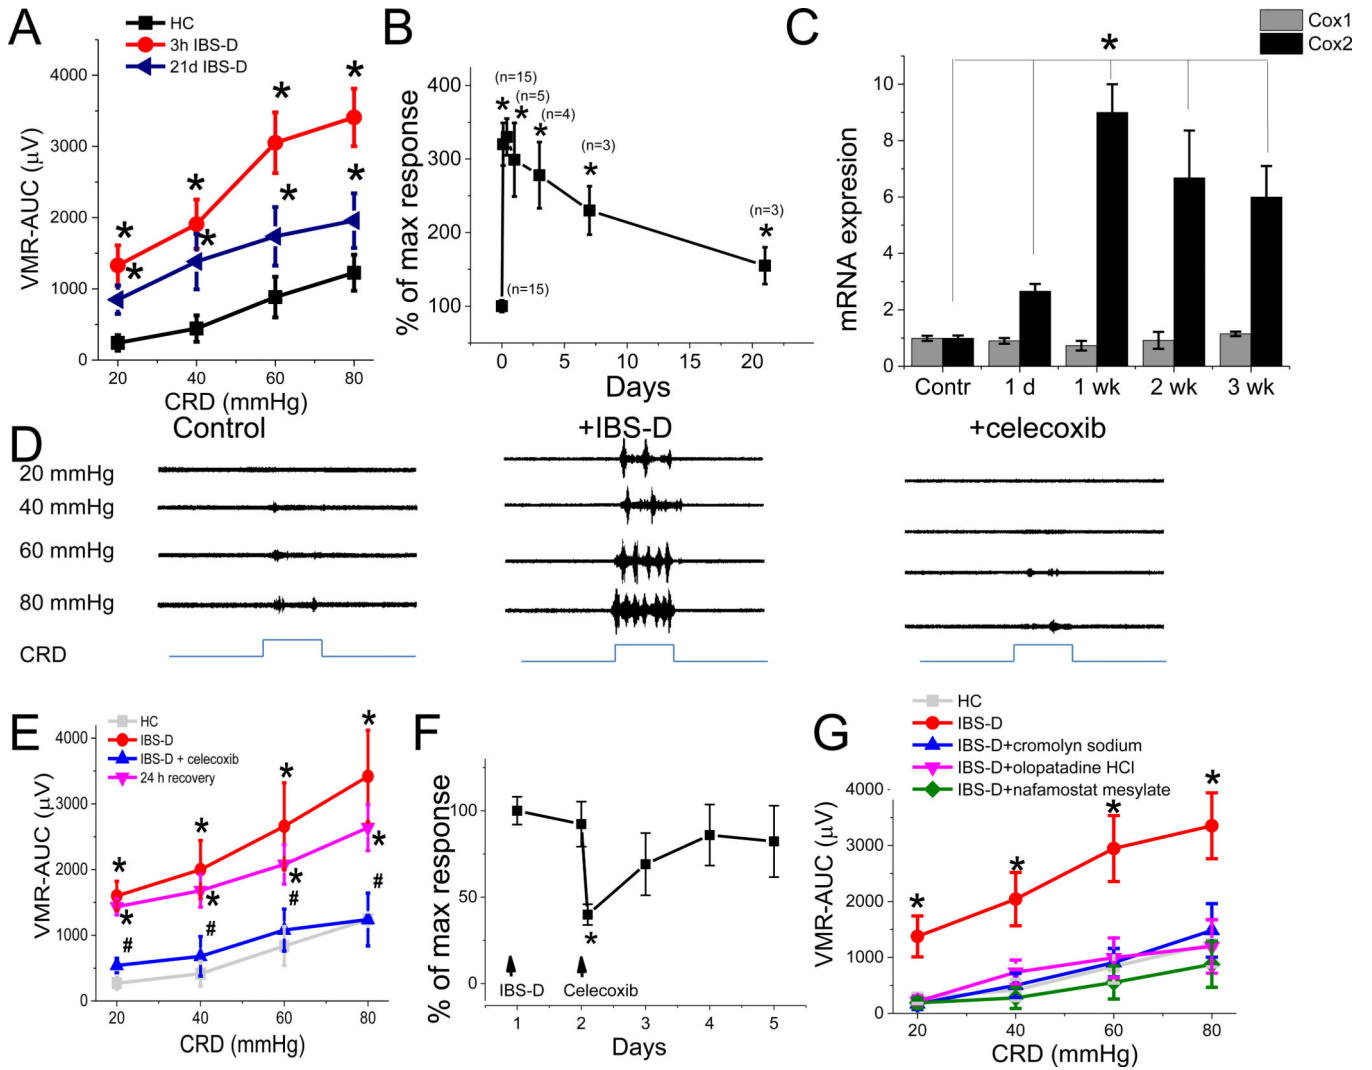 A
HC
3h IBS-D
21d IBS-D
VMR-AUC (μV)
4000
3000
2000
1000
0
* * * *
* * * *
20 40 60 80
CRD (mmHg)
B
% of max response
400
300
200
100
(n=15)
(n=5)
(n=4)
(n=3)
(n=3)
(n=15)
* * * * *
0 5 10 15 20
Days
C
Cox1
Cox2
*
mRNA expresion
10
8
6
4
2
0
Contr 1 d 1 wk 2 wk 3 wk
D
Control +IBS-D +celecoxib
20 mmHg
40 mmHg
60 mmHg
80 mmHg
CRD
E
HC
IBS-D
IBS-D + celecoxib
24 h recovery
VMR-AUC (μV)
4000
3000
2000
1000
0
* * * *
* * * *
# # # #
20 40 60 80
CRD (mmHg)
F
% of max response
100
50
0
*
IBS-D Celecoxib
1 2 3 4 5
Days
G
HC
IBS-D
IBS-D+cromolyn sodium
IBS-D+olopatadine HCl
IBS-D+nafamostat mesylate
VMR-AUC (μV)
4000
3000
2000
1000
0
* * * *
20 40 60 80
CRD (mmHg)